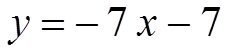 y = − 7 x − 7